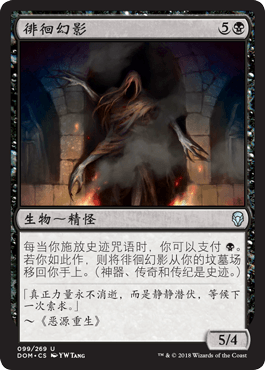 徘徊幻影 5
生物～精怪
每当你施放史迹咒语时，你可以支付。
若你如此作，则将徘徊幻影从你的坟墓场
移回你手上。（神器、传奇和传纪是史迹。）
「真正力量永不消逝，而是静静潜伏，等候下
一次索求。」
～《恶源重生》
5/4
099/269 U
DOM • CS YW TANG
™ & © 2018 Wizards of the Coast